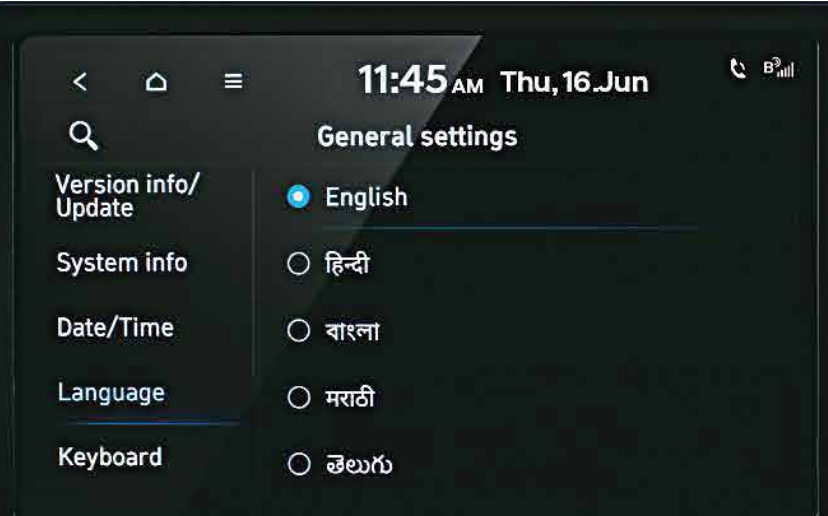 11:45 AM Thu, 16.Jun
General settings
Version info/
Update
System info
Date/Time
Language
Keyboard
English
हिन्दी
বাংলা
मराठी
తెలుగు